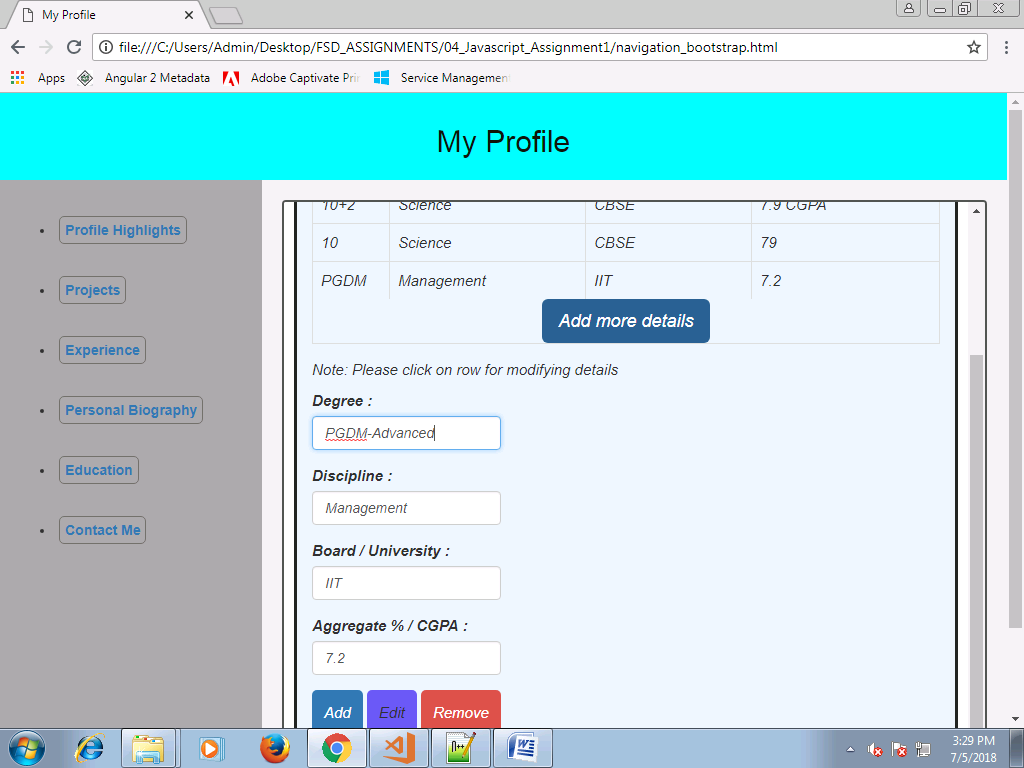 My Profile
file:///C:/Users/Admin/Desktop/FSD_ASSIGNMENTS/04_Javascript_Assignment1/navigation_bootstrap.html
Apps Angular 2 Metadata Adobe Captivate Pri Service Management
My Profile
Profile Highlights
Projects
Experience
Personal Biography
Education
Contact Me
10+2 Science CBSE 7.9 CGPA
10 Science CBSE 79
PGDM Management IIT 7.2
Add more details
Note: Please click on row for modifying details
Degree :
PGDM-Advanced
Discipline :
Management
Board / University :
IIT
Aggregate % / CGPA :
7.2
Add Edit Remove
3:29 PM
7/5/2018